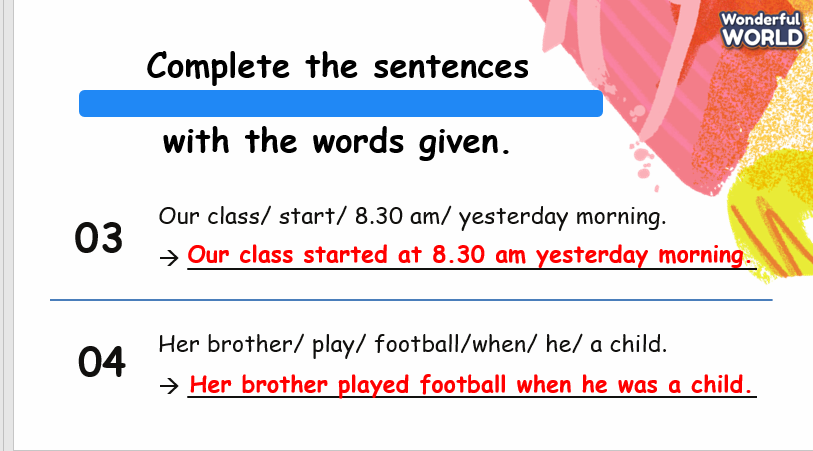 Wonderful
WORLD
Complete the sentences
with the words given.
03
Our class/ start/ 8.30 am/ yesterday morning.
→ Our class started at 8.30 am yesterday morning.
04
Her brother/ play/ football/when/ he/ a child.
→ Her brother played football when he was a child.